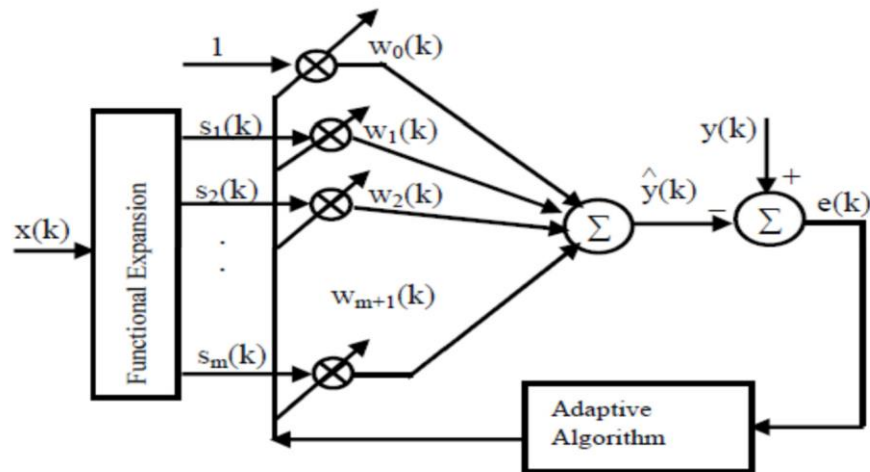 1
w₀(k)
s₁(k)
w₁(k)
y(k)
s₂(k)
w₂(k)
ŷ(k)
−
+
e(k)
x(k)
Functional Expansion
.
.
Σ
Σ
wₘ₊₁(k)
sₘ(k)
Adaptive
Algorithm